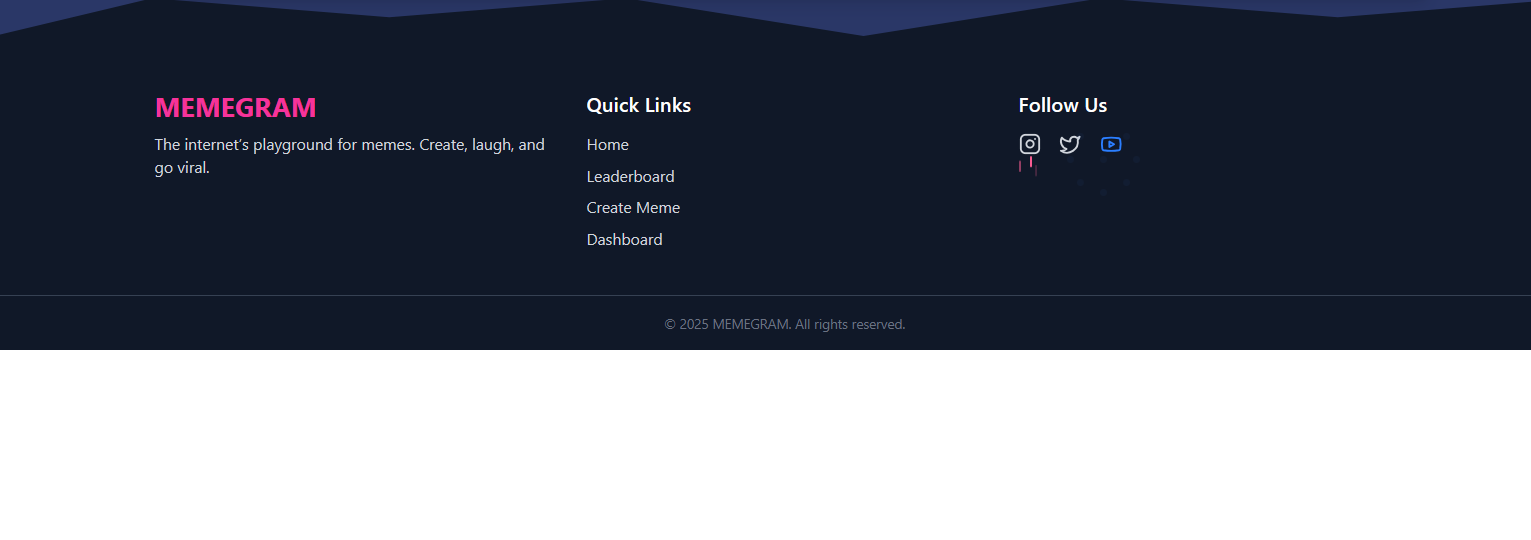 MEMEGRAM
The internet’s playground for memes. Create, laugh, and
go viral.
Quick Links
Home
Leaderboard
Create Meme
Dashboard
Follow Us
© 2025 MEMEGRAM. All rights reserved.